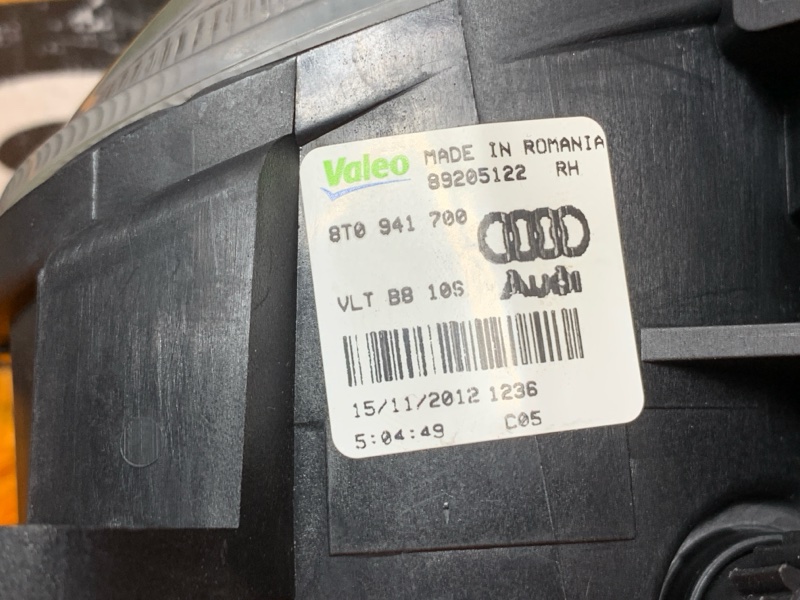 Valeo MADE IN ROMANIA
89205122 RH
8T0 941 700
Audi
VLT B8 10S
15/11/2012 1236
5:04:49 C05